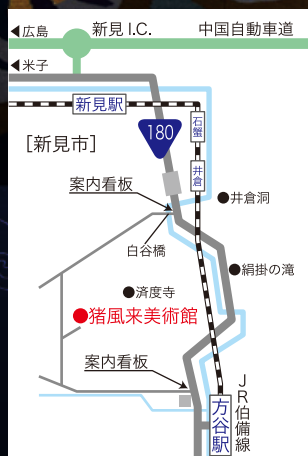 ◀広島
新見 I.C.
中国自動車道
◀米子
新見駅
石蟹
[新見市]
180
井倉
案内看板
●井倉洞
白谷橋
●絹掛の滝
●済度寺
●猪風来美術館
案内看板
JR伯備線
方谷駅